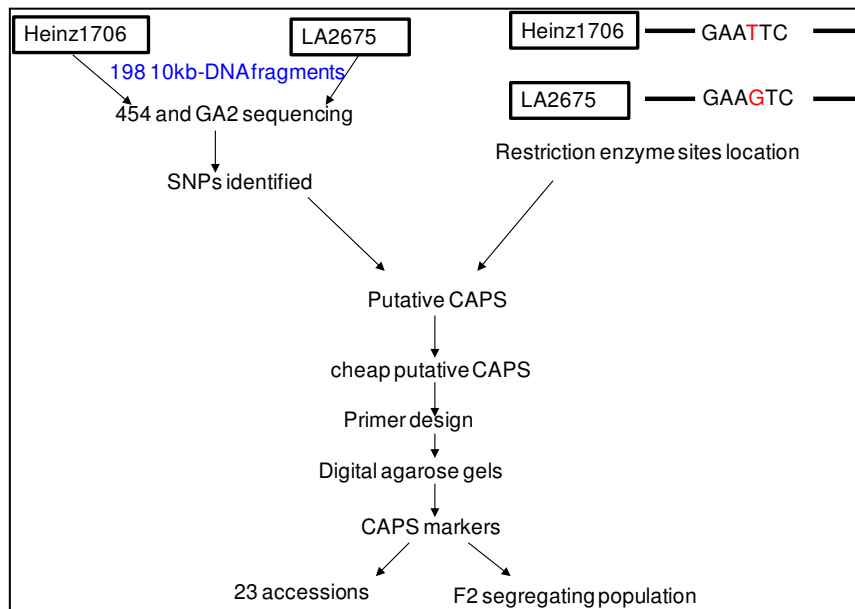 Heinz1706
LA2675
198 10kb-DNA fragments
454 and GA2 sequencing
SNPs identified
Heinz1706
GAATTC
LA2675
GAAGTC
Restriction enzyme sites location
Putative CAPS
cheap putative CAPS
Primer design
Digital agarose gels
CAPS markers
23 accessions
F2 segregating population